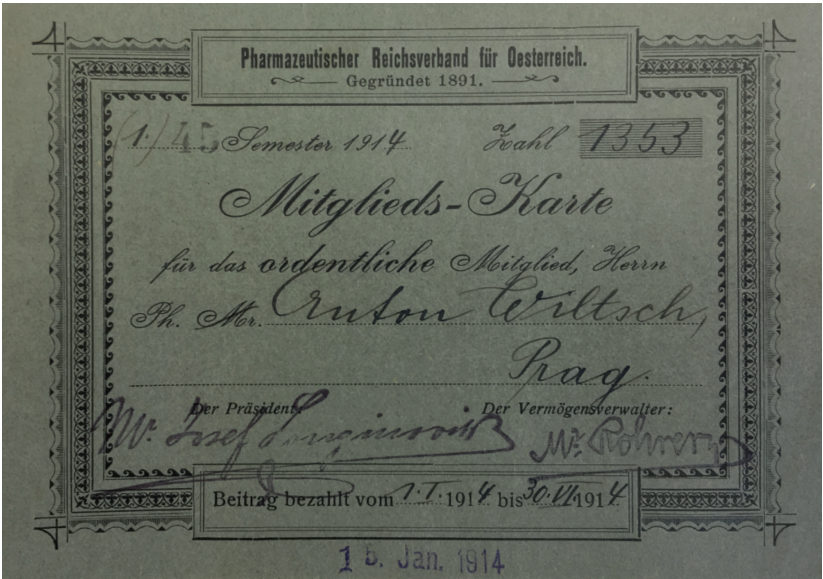 Pharmazeutischer Reichsverband für Oesterreich.
Gegründet 1891.
(1.) Semester 1914 Zahl 1353
Mitglieds-Karte
für das ordentliche Mitglied, Herrn
Ph. Mr. Anton Wiltsch,
Prag.
Der Präsident: Der Vermögensverwalter:
Mr. Josef Mr. Rohrer
Beitrag bezahlt vom 1.I. 1914 bis 30.VI. 1914
15. Jan. 1914